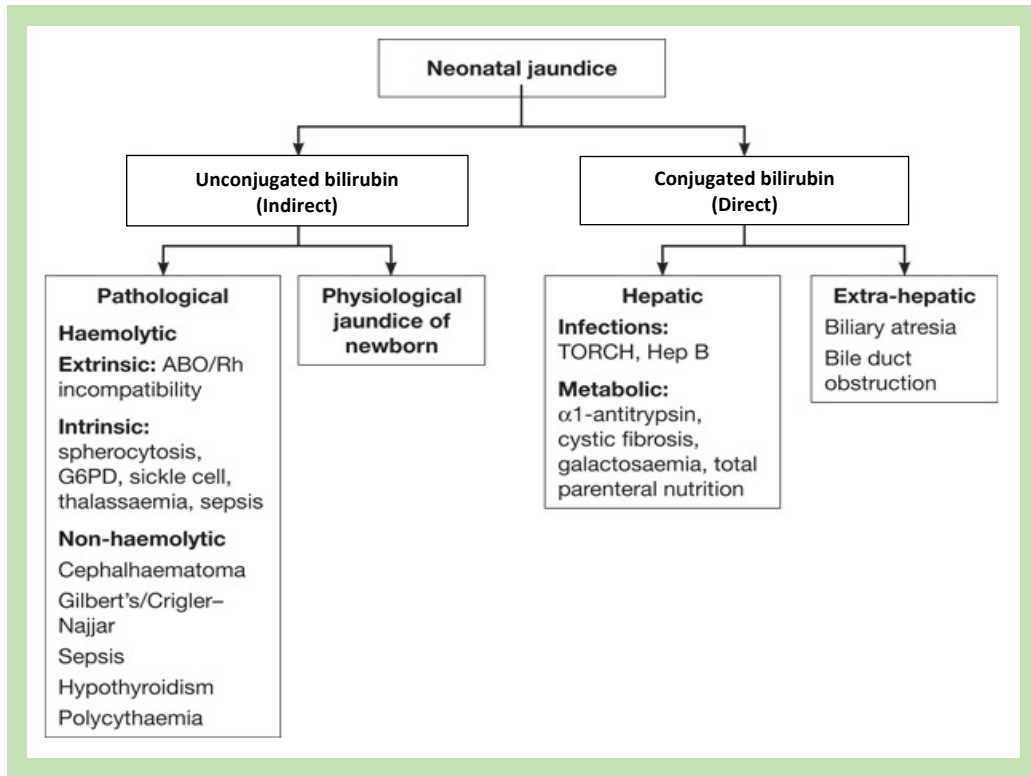 Neonatal jaundice
Unconjugated bilirubin
(Indirect)
Conjugated bilirubin
(Direct)
Pathological
Haemolytic
Extrinsic: ABO/Rh
incompatibility
Intrinsic:
spherocytosis,
G6PD, sickle cell,
thalassaemia, sepsis
Non-haemolytic
Cephalhaematoma
Gilbert's/Crigler–
Najjar
Sepsis
Hypothyroidism
Polycythaemia
Physiological
jaundice of
newborn
Hepatic
Infections:
TORCH, Hep B
Metabolic:
α1-antitrypsin,
cystic fibrosis,
galactosaemia, total
parenteral nutrition
Extra-hepatic
Biliary atresia
Bile duct
obstruction